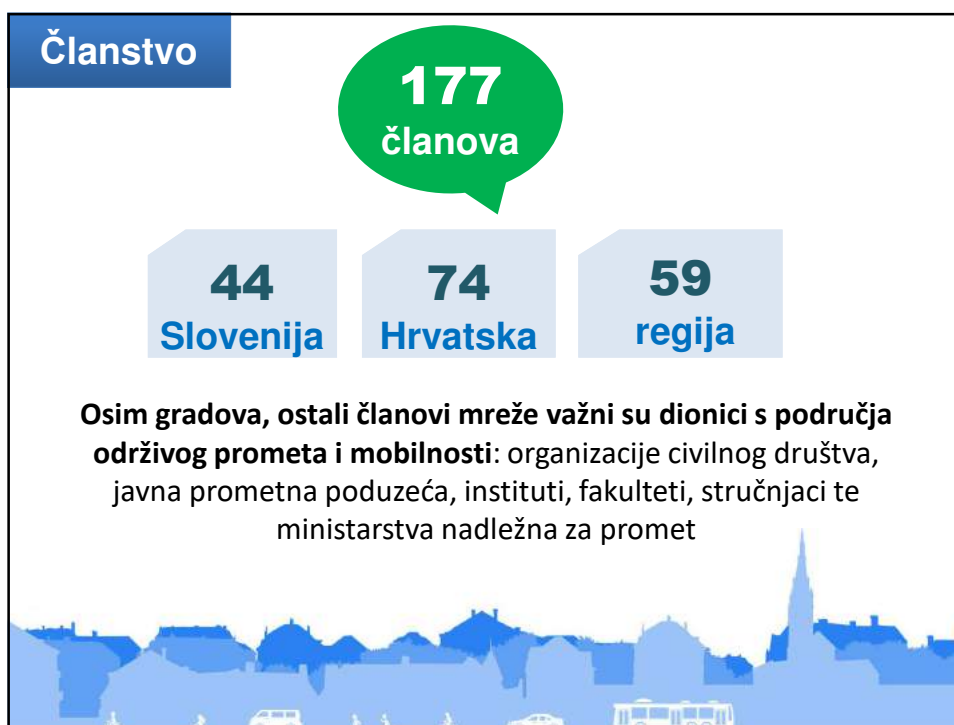 Članstvo
177
članova
44
Slovenija
74
Hrvatska
59
regija
Osim gradova, ostali članovi mreže važni su dionici s područja
održivog prometa i mobilnosti: organizacije civilnog društva,
javna prometna poduzeća, instituti, fakulteti, stručnjaci te
ministarstva nadležna za promet